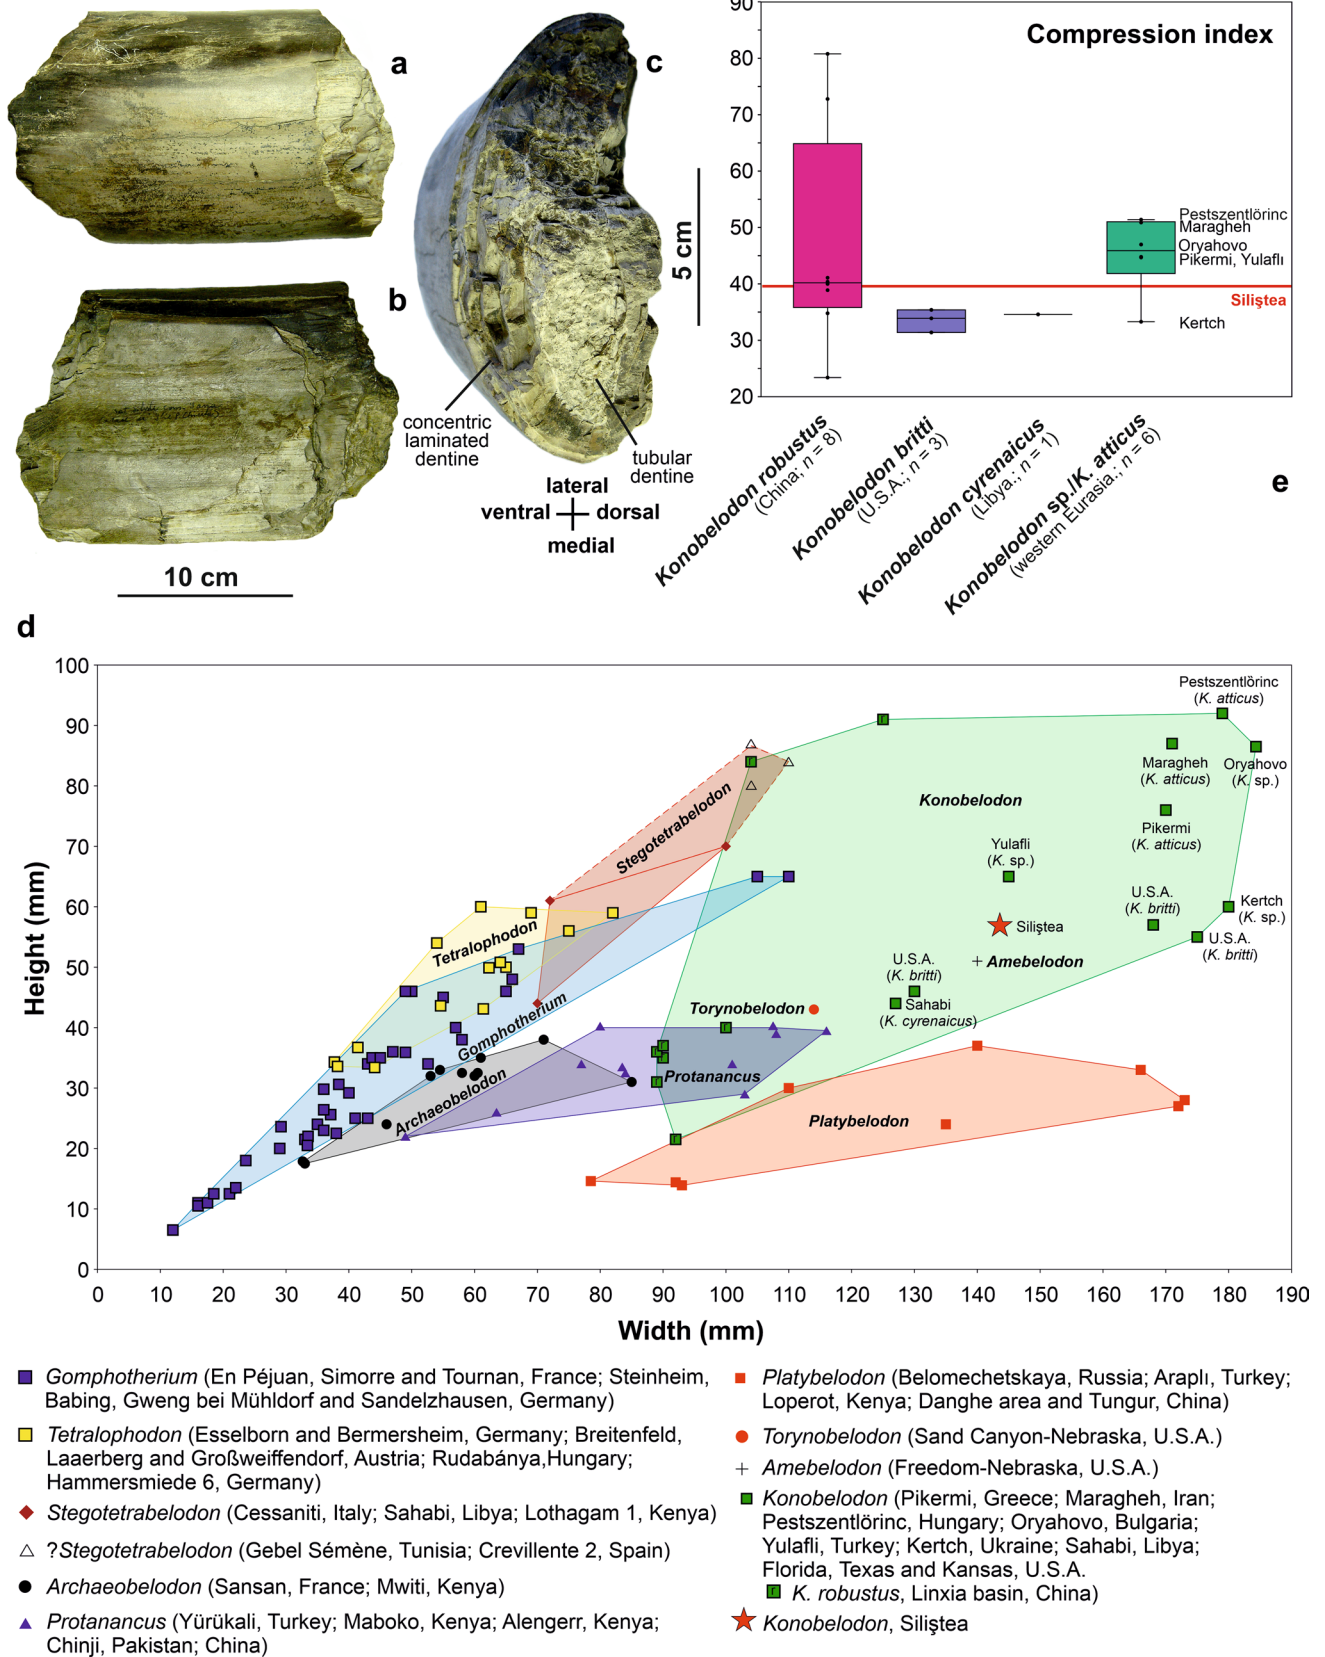 a
b
c
concentric
laminated
dentine
tubular
dentine
lateral
ventral
dorsal
medial
5 cm
10 cm
Compression index
90
80
70
60
50
40
30
20
Pestszentlörinc
Maragheh
Oryahovo
Pikermi, Yulaflı
Siliştea
Kertch
Konobelodon robustus
(China; n = 8)
Konobelodon britti
(U.S.A.; n = 3)
Konobelodon cyrenaicus
(Libya.; n = 1)
Konobelodon sp./K. atticus
(western Eurasia.; n = 6)
e
d
Height (mm)
100
90
80
70
60
50
40
30
20
10
0
Pestszentlörinc
(K. atticus)
Maragheh
(K. atticus)
Oryahovo
(K. sp.)
Konobelodon
Stegotetrabelodon
Pikermi
(K. atticus)
Yulafli
(K. sp.)
U.S.A.
(K. britti)
Kertch
(K. sp.)
Siliştea
U.S.A.
(K. britti)
Tetralophodon
Amebelodon
U.S.A.
(K. britti)
Sahabi
(K. cyrenaicus)
Torynobelodon
Gomphotherium
Archaeobelodon
Protanancus
Platybelodon
0 10 20 30 40 50 60 70 80 90 100 110 120 130 140 150 160 170 180 190
Width (mm)
Gomphotherium (En Péjuan, Simorre and Tournan, France; Steinheim,
Babing, Gweng bei Mühldorf and Sandelzhausen, Germany)
Tetralophodon (Esselborn and Bermersheim, Germany; Breitenfeld,
Laaerberg and Großweiffendorf, Austria; Rudabánya,Hungary;
Hammersmiede 6, Germany)
Stegotetrabelodon (Cessaniti, Italy; Sahabi, Libya; Lothagam 1, Kenya)
?Stegotetrabelodon (Gebel Sémène, Tunisia; Crevillente 2, Spain)
Archaeobelodon (Sansan, France; Mwiti, Kenya)
Protanancus (Yürükali, Turkey; Maboko, Kenya; Alengerr, Kenya;
Chinji, Pakistan; China)
Platybelodon (Belomechetskaya, Russia; Araplı, Turkey;
Loperot, Kenya; Danghe area and Tungur, China)
Torynobelodon (Sand Canyon-Nebraska, U.S.A.)
Amebelodon (Freedom-Nebraska, U.S.A.)
Konobelodon (Pikermi, Greece; Maragheh, Iran;
Pestszentlörinc, Hungary; Oryahovo, Bulgaria;
Yulafli, Turkey; Kertch, Ukraine; Sahabi, Libya;
Florida, Texas and Kansas, U.S.A.
r K. robustus, Linxia basin, China)
Konobelodon, Siliştea